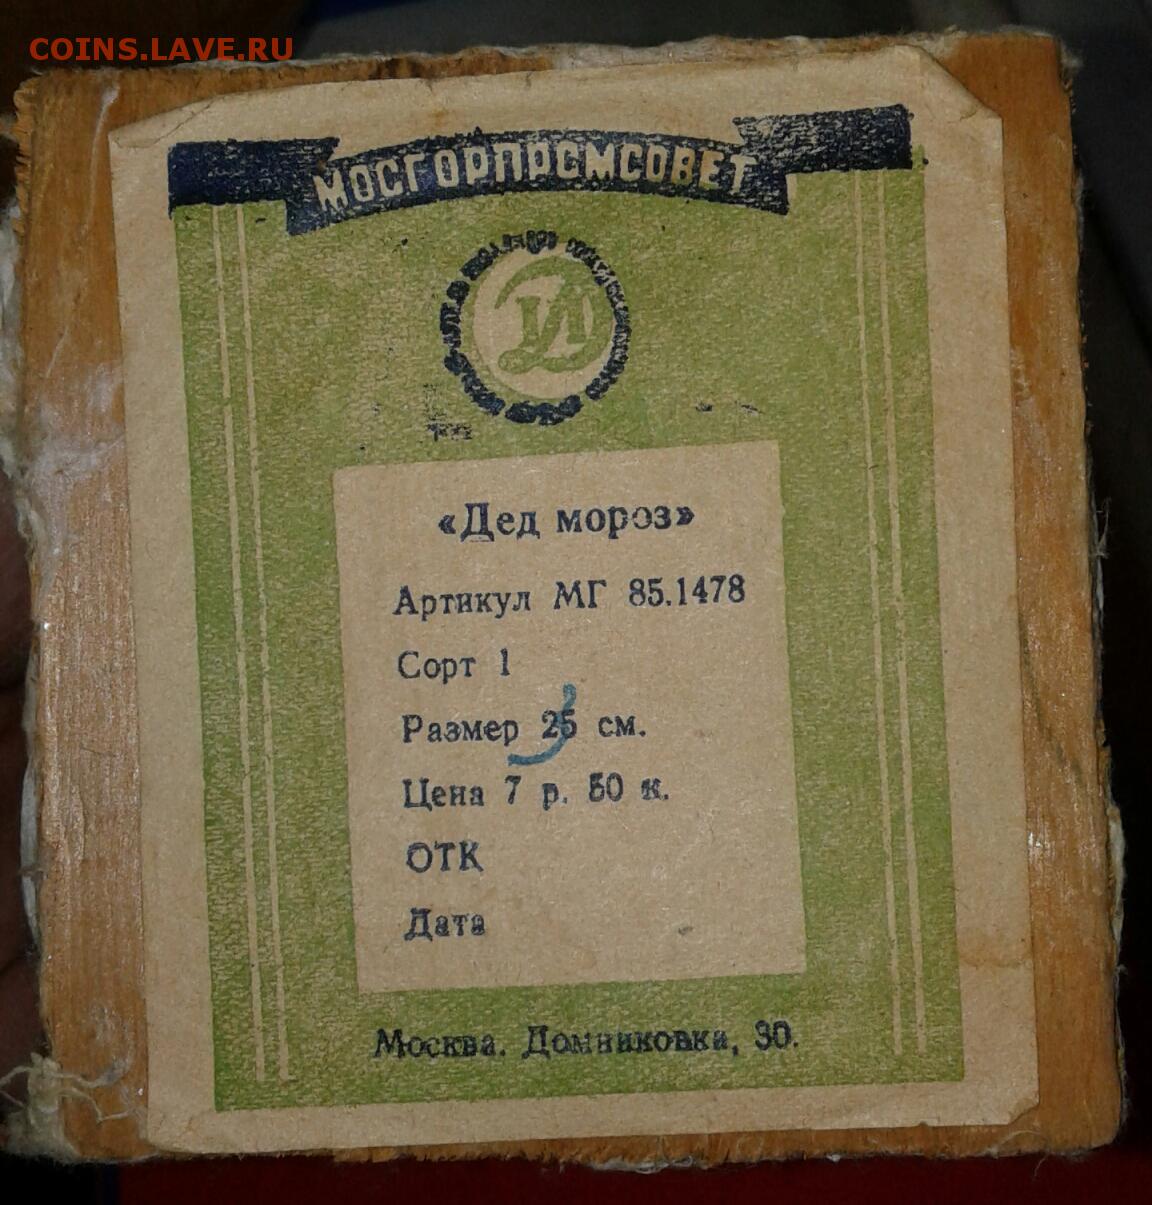 COINS.LAVE.RU
МОСГОРПРОМСОВЕТ
«Дед мороз»
Артикул МГ 85.1478
Сорт 1
Размер 25 см.
Цена 7 р. 50 к.
ОТК
Дата
Москва. Домниковка, 30.